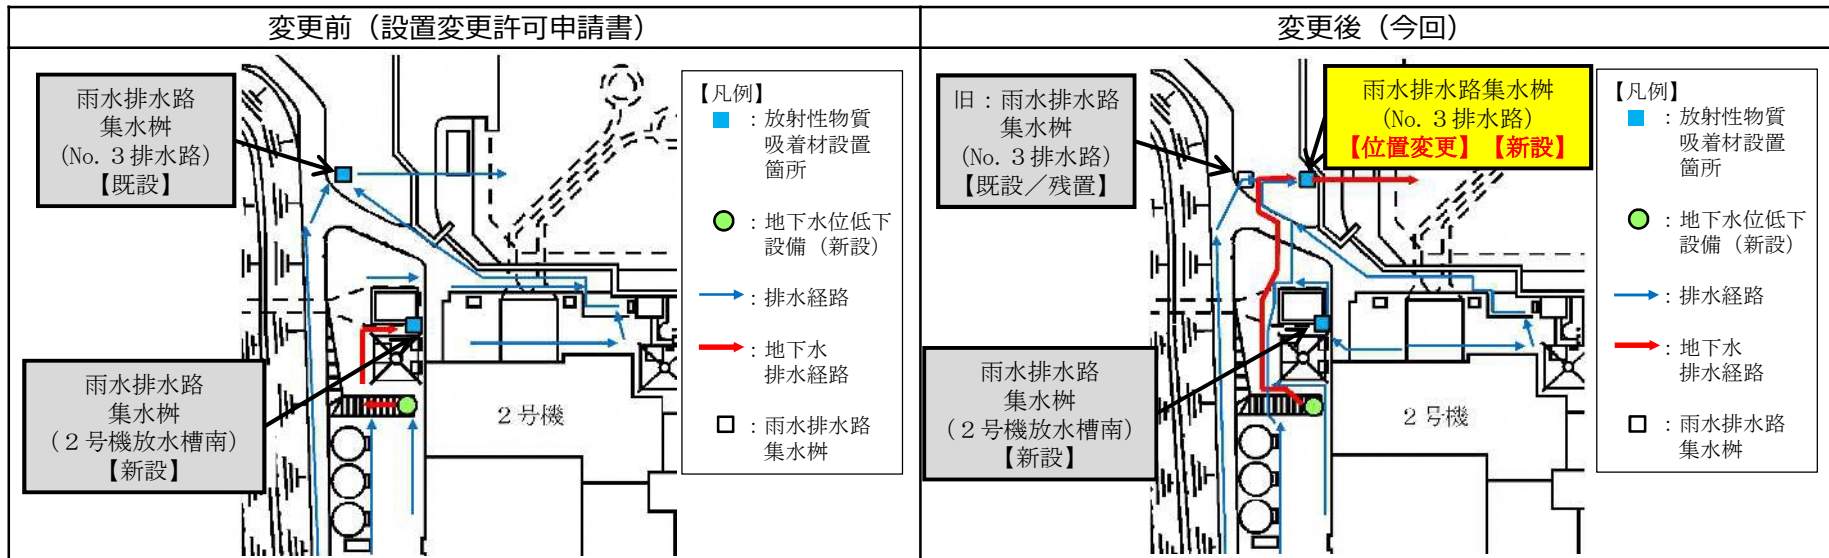 変更前（設置変更許可申請書）
雨水排水路
集水桝
(No. 3 排水路)
【既設】
雨水排水路
集水桝
（２号機放水槽南）
【新設】
２号機
【凡例】
：放射性物質
吸着材設置
箇所
：地下水位低下
設備（新設）
：排水経路
：地下水
排水経路
：雨水排水路
集水桝
変更後（今回）
旧：雨水排水路
集水桝
(No. 3 排水路)
【既設／残置】
雨水排水路集水桝
(No. 3 排水路)
【位置変更】【新設】
雨水排水路
集水桝
（２号機放水槽南）
【新設】
２号機
【凡例】
：放射性物質
吸着材設置
箇所
：地下水位低下
設備（新設）
：排水経路
：地下水
排水経路
：雨水排水路
集水桝